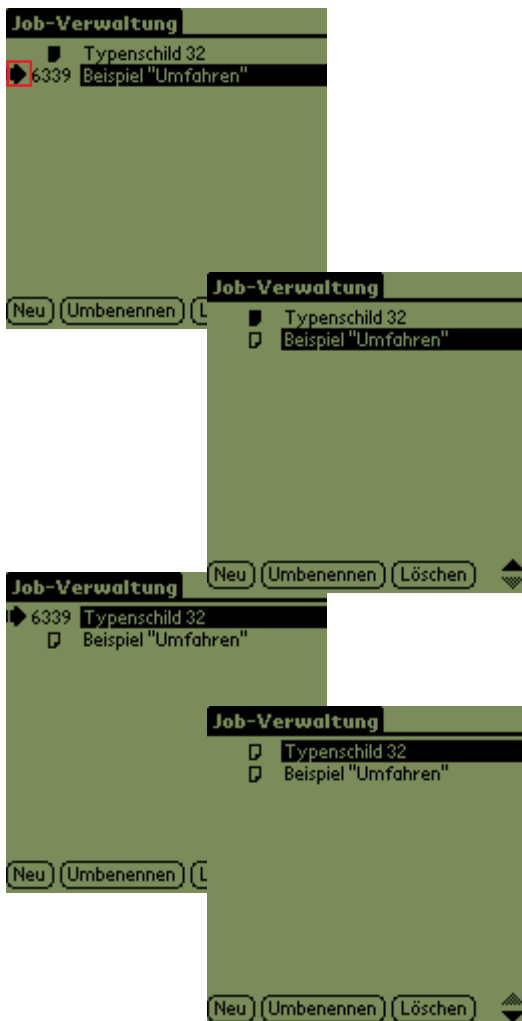 Job-Verwaltung
Typenschild 32
6339 Beispiel "Umfahren"
Neu Umbenennen L
Job-Verwaltung
Typenschild 32
Beispiel "Umfahren"
Neu Umbenennen Löschen
Job-Verwaltung
6339 Typenschild 32
Beispiel "Umfahren"
Neu Umbenennen L
Job-Verwaltung
Typenschild 32
Beispiel "Umfahren"
Neu Umbenennen Löschen